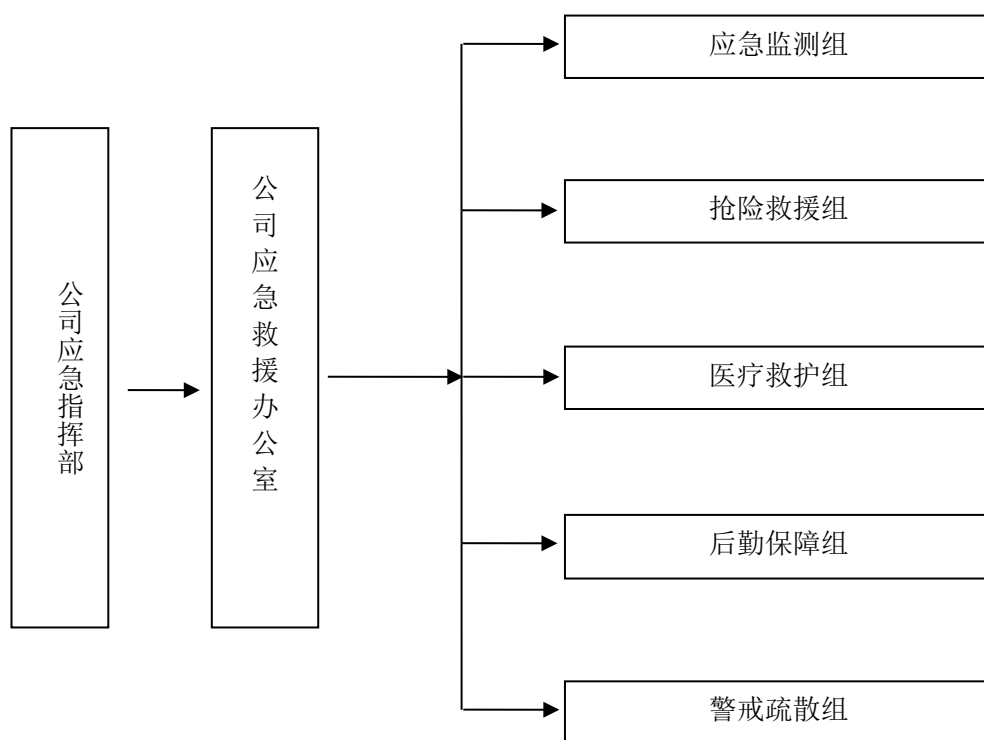 公司应急指挥部
公司应急救援办公室
应急监测组
抢险救援组
医疗救护组
后勤保障组
警戒疏散组